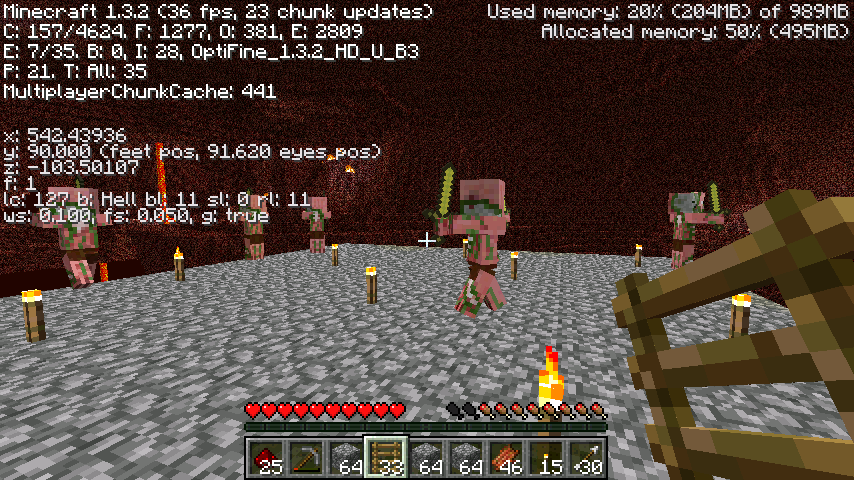 Minecraft 1.3.2 (36 fps, 23 chunk updates)
Used memory: 20% (204MB) of 989MB
C: 157/4624. F: 1277, O: 381, E: 2809
Allocated memory: 50% (495MB)
E: 7/35. B: 0, I: 28, OptiFine_1.3.2_HD_U_B3
P: 21. T: All: 35
MultiplayerChunkCache: 441
x: 542.43936
y: 90.000 (feet pos, 91.620 eyes pos)
z: -103.50107
f: 1
lc: 127 b: Hell bl: 11 sl: 0 rl: 11
ws: 0.100, fs: 0.050, g: true
25 64 33 64 64 46 15 +30